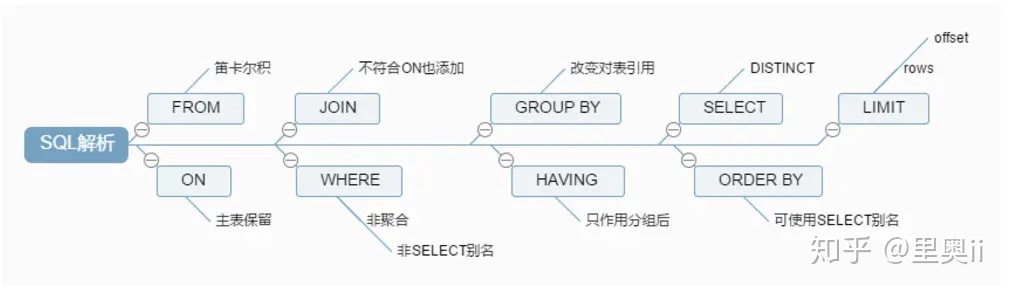 SQL解析
FROM
笛卡尔积
ON
主表保留
JOIN
不符合ON也添加
WHERE
非聚合
非SELECT别名
GROUP BY
改变对表引用
HAVING
只作用分组后
SELECT
DISTINCT
ORDER BY
可使用SELECT别名
LIMIT
offset
rows
知乎 @里奥ii